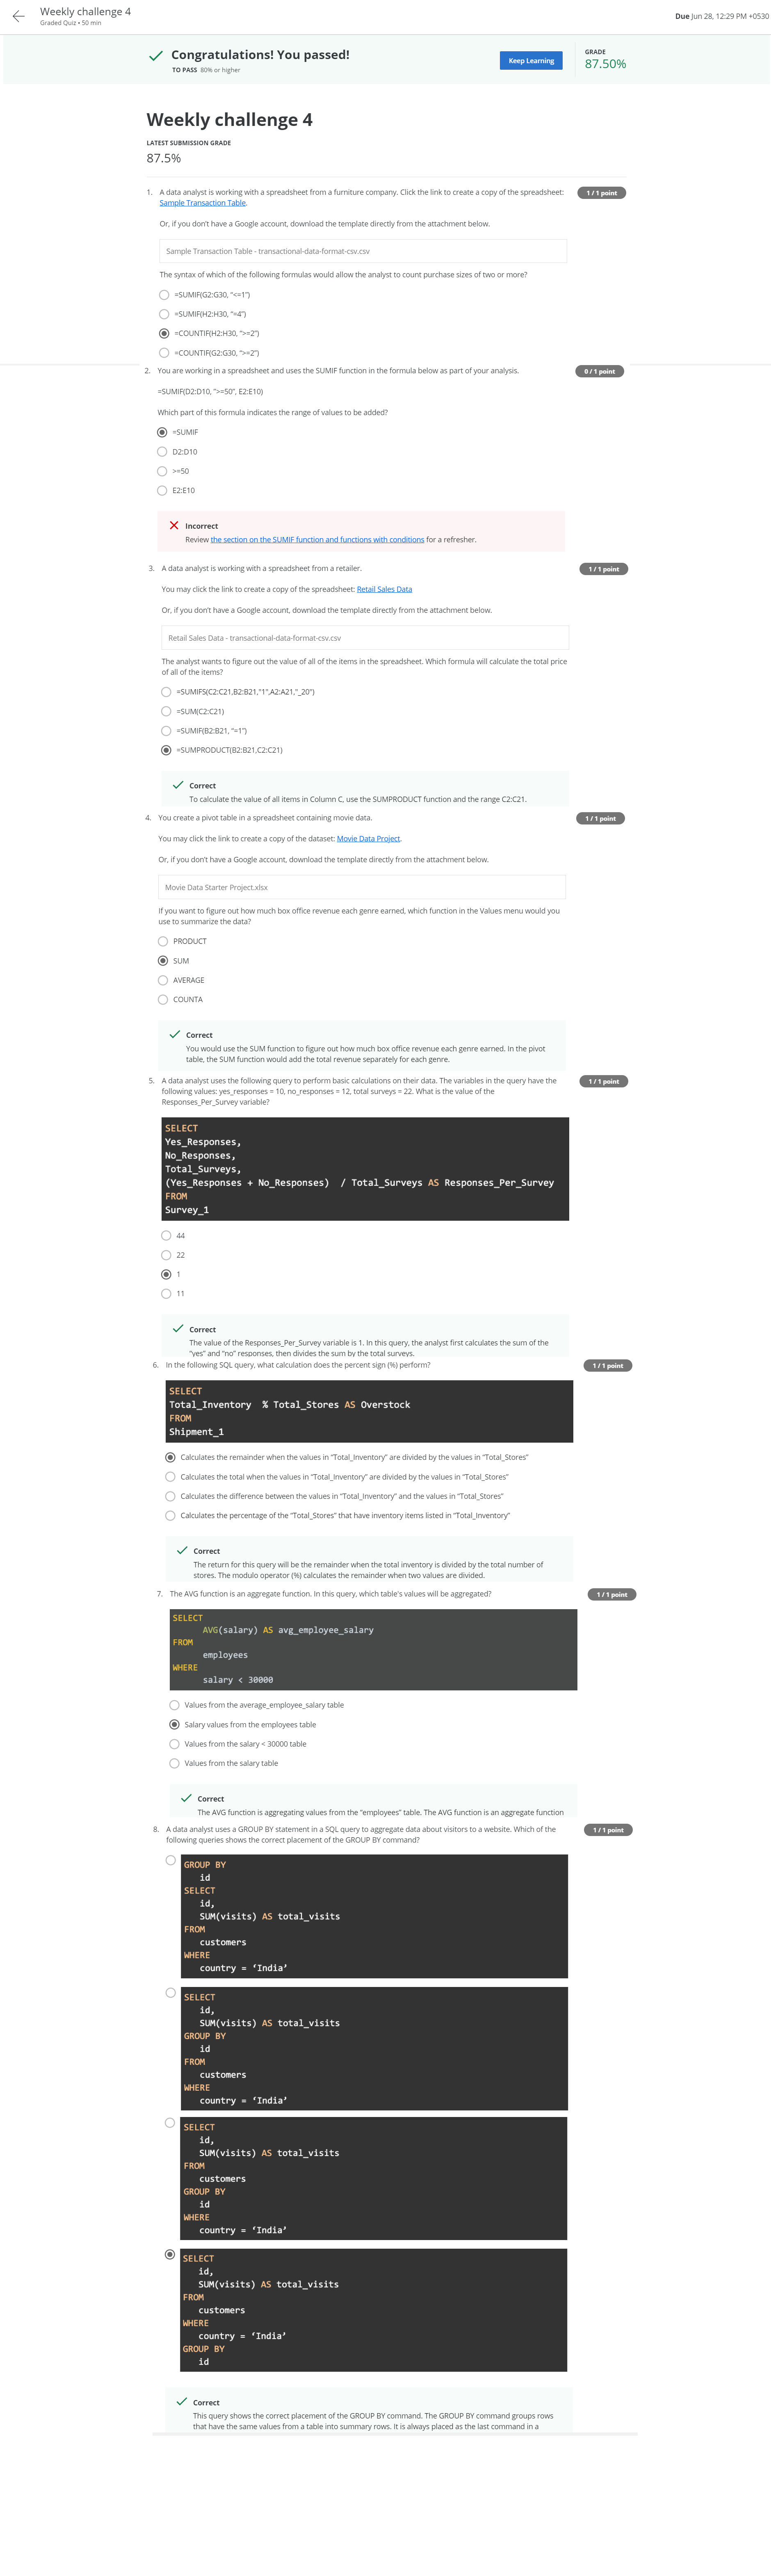 Weekly challenge 4
Graded Quiz • 50 min
Due Jun 28, 12:29 PM +0530
Congratulations! You passed!
TO PASS 80% or higher
Keep Learning
GRADE
87.50%
Weekly challenge 4
LATEST SUBMISSION GRADE
87.5%
1. A data analyst is working with a spreadsheet from a furniture company. Click the link to create a copy of the spreadsheet:
Sample Transaction Table.
1 / 1 point
Or, if you don't have a Google account, download the template directly from the attachment below.
Sample Transaction Table - transactional-data-format-csv.csv
The syntax of which of the following formulas would allow the analyst to count purchase sizes of two or more?
=SUMIF(G2:G30, "<=1")
=SUMIF(H2:H30, "=4")
=COUNTIF(H2:H30, ">=2")
=COUNTIF(G2:G30, ">=2")
2. You are working in a spreadsheet and uses the SUMIF function in the formula below as part of your analysis.
0 / 1 point
=SUMIF(D2:D10, ">=50", E2:E10)
Which part of this formula indicates the range of values to be added?
=SUMIF
D2:D10
>=50
E2:E10
Incorrect
Review the section on the SUMIF function and functions with conditions for a refresher.
3. A data analyst is working with a spreadsheet from a retailer.
1 / 1 point
You may click the link to create a copy of the spreadsheet: Retail Sales Data
Or, if you don't have a Google account, download the template directly from the attachment below.
Retail Sales Data - transactional-data-format-csv.csv
The analyst wants to figure out the value of all of the items in the spreadsheet. Which formula will calculate the total price
of all of the items?
=SUMIFS(C2:C21,B2:B21,"1",A2:A21,"_20")
=SUM(C2:C21)
=SUMIF(B2:B21, "=1")
=SUMPRODUCT(B2:B21,C2:C21)
Correct
To calculate the value of all items in Column C, use the SUMPRODUCT function and the range C2:C21.
4. You create a pivot table in a spreadsheet containing movie data.
1 / 1 point
You may click the link to create a copy of the dataset: Movie Data Project.
Or, if you don't have a Google account, download the template directly from the attachment below.
Movie Data Starter Project.xlsx
If you want to figure out how much box office revenue each genre earned, which function in the Values menu would you
use to summarize the data?
PRODUCT
SUM
AVERAGE
COUNTA
Correct
You would use the SUM function to figure out how much box office revenue each genre earned. In the pivot
table, the SUM function would add the total revenue separately for each genre.
5. A data analyst uses the following query to perform basic calculations on their data. The variables in the query have the
following values: yes_responses = 10, no_responses = 12, total surveys = 22. What is the value of the
Responses_Per_Survey variable?
1 / 1 point
SELECT
Yes_Responses,
No_Responses,
Total_Surveys,
(Yes_Responses + No_Responses) / Total_Surveys AS Responses_Per_Survey
FROM
Survey_1
44
22
1
11
Correct
The value of the Responses_Per_Survey variable is 1. In this query, the analyst first calculates the sum of the
"yes" and "no" responses, then divides the sum by the total surveys.
6. In the following SQL query, what calculation does the percent sign (%) perform?
1 / 1 point
SELECT
Total_Inventory % Total_Stores AS Overstock
FROM
Shipment_1
Calculates the remainder when the values in "Total_Inventory" are divided by the values in "Total_Stores"
Calculates the total when the values in "Total_Inventory" are divided by the values in "Total_Stores"
Calculates the difference between the values in "Total_Inventory" and the values in "Total_Stores"
Calculates the percentage of the "Total_Stores" that have inventory items listed in "Total_Inventory"
Correct
The return for this query will be the remainder when the total inventory is divided by the total number of
stores. The modulo operator (%) calculates the remainder when two values are divided.
7. The AVG function is an aggregate function. In this query, which table's values will be aggregated?
1 / 1 point
SELECT
AVG(salary) AS avg_employee_salary
FROM
employees
WHERE
salary < 30000
Values from the average_employee_salary table
Salary values from the employees table
Values from the salary < 30000 table
Values from the salary table
Correct
The AVG function is aggregating values from the "employees" table. The AVG function is an aggregate function
8. A data analyst uses a GROUP BY statement in a SQL query to aggregate data about visitors to a website. Which of the
following queries shows the correct placement of the GROUP BY command?
1 / 1 point
GROUP BY
id
SELECT
id,
SUM(visits) AS total_visits
FROM
customers
WHERE
country = ‘India’
SELECT
id,
SUM(visits) AS total_visits
GROUP BY
id
FROM
customers
WHERE
country = ‘India’
SELECT
id,
SUM(visits) AS total_visits
FROM
customers
GROUP BY
id
WHERE
country = ‘India’
SELECT
id,
SUM(visits) AS total_visits
FROM
customers
WHERE
country = ‘India’
GROUP BY
id
Correct
This query shows the correct placement of the GROUP BY command. The GROUP BY command groups rows
that have the same values from a table into summary rows. It is always placed as the last command in a